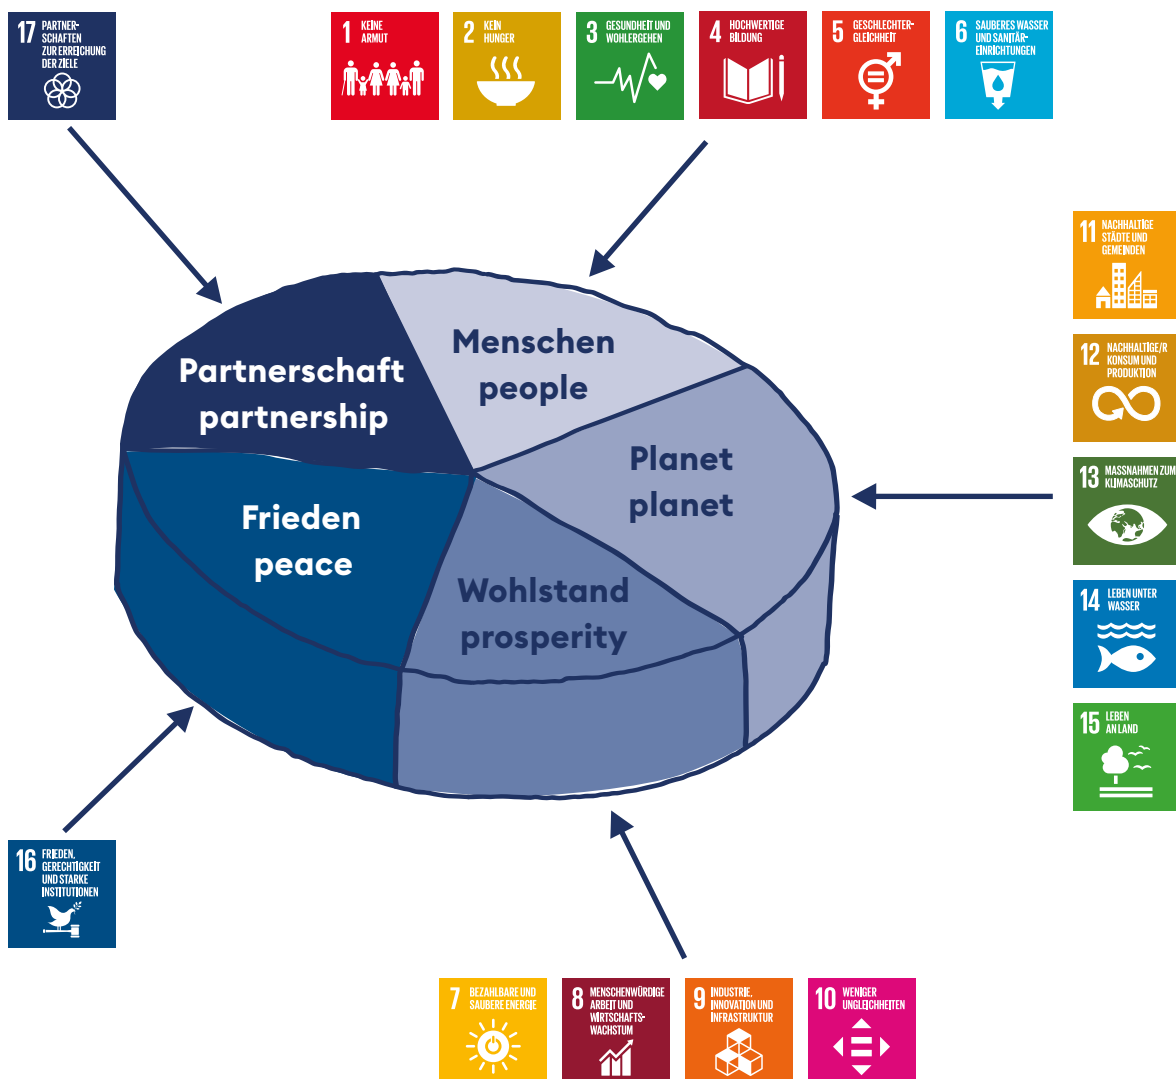 17 PARTNER-
SCHAFTEN
ZUR ERREICHUNG
DER ZIELE
1 KEINE
ARMUT
2 KEIN
HUNGER
3 GESUNDHEIT UND
WOHLERGEHEN
4 HOCHWERTIGE
BILDUNG
5 GESCHLECHTER-
GLEICHHEIT
6 SAUBERES WASSER
UND SANITÄR-
EINRICHTUNGEN
Menschen
people
Partnerschaft
partnership
Planet
planet
Frieden
peace
Wohlstand
prosperity
11 NACHHALTIGE
STÄDTE UND
GEMEINDEN
12 NACHHALTIGE/R
KONSUM UND
PRODUKTION
13 MASSNAHMEN ZUM
KLIMASCHUTZ
14 LEBEN UNTER
WASSER
15 LEBEN
AN LAND
16 FRIEDEN,
GERECHTIGKEIT
UND STARKE
INSTITUTIONEN
7 BEZAHLBARE UND
SAUBERE ENERGIE
8 MENSCHENWÜRDIGE
ARBEIT UND
WIRTSCHAFTS-
WACHSTUM
9 INDUSTRIE,
INNOVATION UND
INFRASTRUKTUR
10 WENIGER
UNGLEICHHEITEN